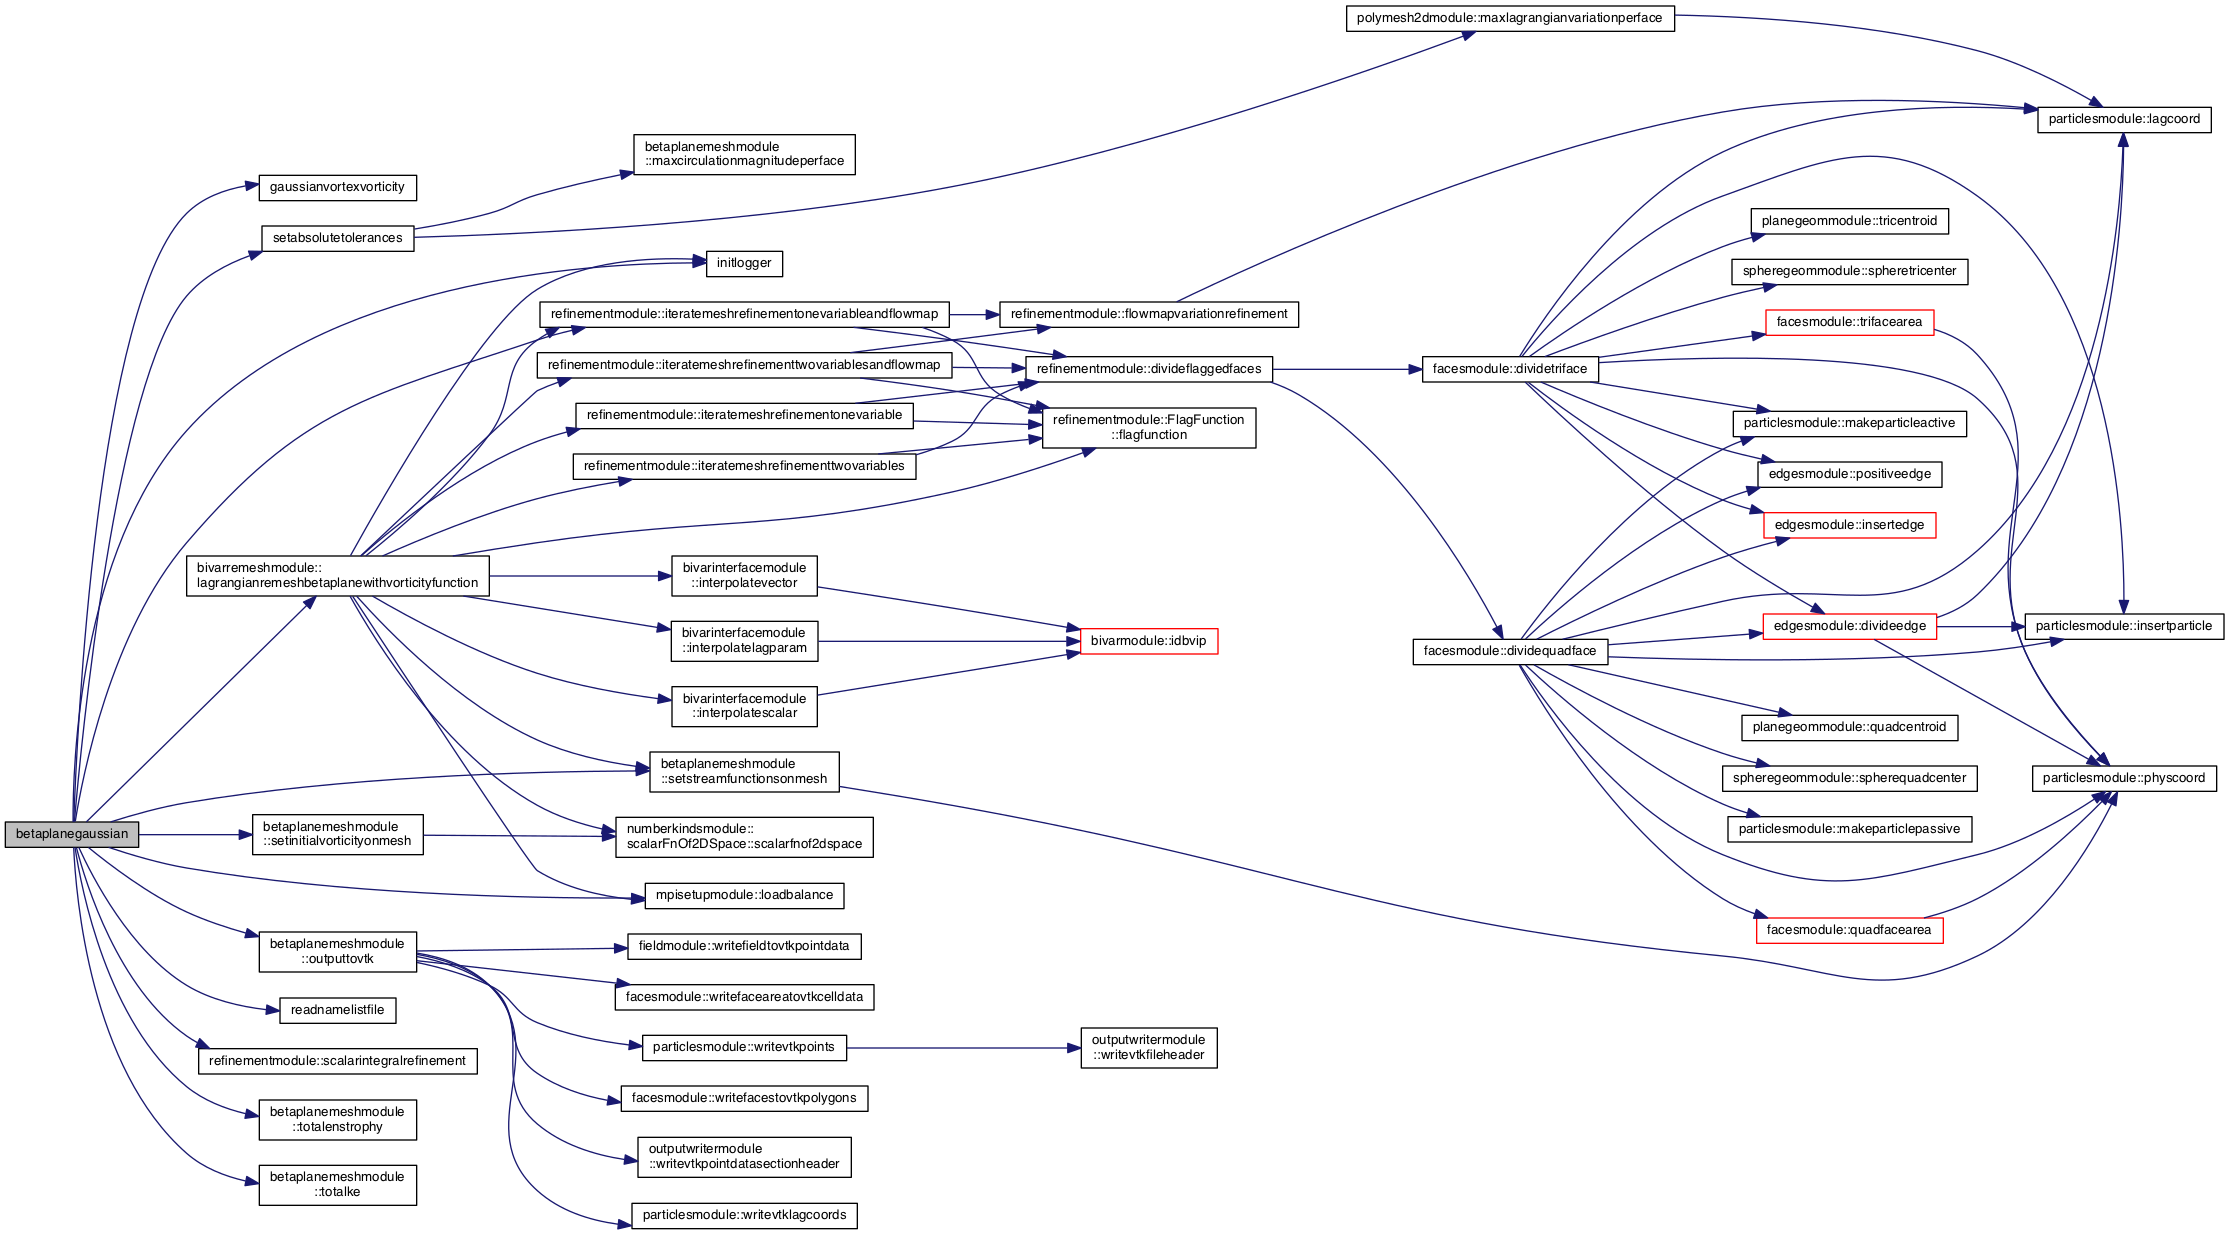 polymesh2dmodule::maxlagrangianvariationperface
particlesmodule::lagcoord
betaplanemeshmodule
::maxcirculationmagnitudeperface
gaussianvortexvorticity
setabsolutetolerances
initlogger
planegeommodule::tricentroid
spheregeommodule::spheretricenter
refinementmodule::iteratemeshrefinementonevariableandflowmap
refinementmodule::flowmapvariationrefinement
facesmodule::trifacearea
refinementmodule::iteratemeshrefinementtwovariablesandflowmap
refinementmodule::divideflaggedfaces
facesmodule::dividetriface
refinementmodule::iteratemeshrefinementonevariable
refinementmodule::FlagFunction
::flagfunction
particlesmodule::makeparticleactive
refinementmodule::iteratemeshrefinementtwovariables
edgesmodule::positiveedge
edgesmodule::insertedge
bivarremeshmodule::
lagrangianremeshbetaplanewithvorticityfunction
bivarinterfacemodule
::interpolatevector
bivarinterfacemodule
::interpolatelagparam
bivarmodule::idbvip
edgesmodule::divideedge
particlesmodule::insertparticle
facesmodule::dividequadface
bivarinterfacemodule
::interpolatescalar
planegeommodule::quadcentroid
betaplanemeshmodule
::setstreamfunctionsonmesh
spheregeommodule::spherequadcenter
particlesmodule::physcoord
betaplanegaussian
betaplanemeshmodule
::setinitialvorticityonmesh
numberkindsmodule::
scalarFnOf2DSpace::scalarfnof2dspace
particlesmodule::makeparticlepassive
mpisetupmodule::loadbalance
facesmodule::quadfacearea
betaplanemeshmodule
::outputtovtk
fieldmodule::writefieldtovtkpointdata
facesmodule::writefaceareatovtkcelldata
readnamelistfile
particlesmodule::writevtkpoints
outputwritermodule
::writevtkfileheader
refinementmodule::scalarintegralrefinement
facesmodule::writefacestovtkpolygons
betaplanemeshmodule
::totalenstrophy
outputwritermodule
::writevtkpointdatasectionheader
betaplanemeshmodule
::totalke
particlesmodule::writevtklagcoords